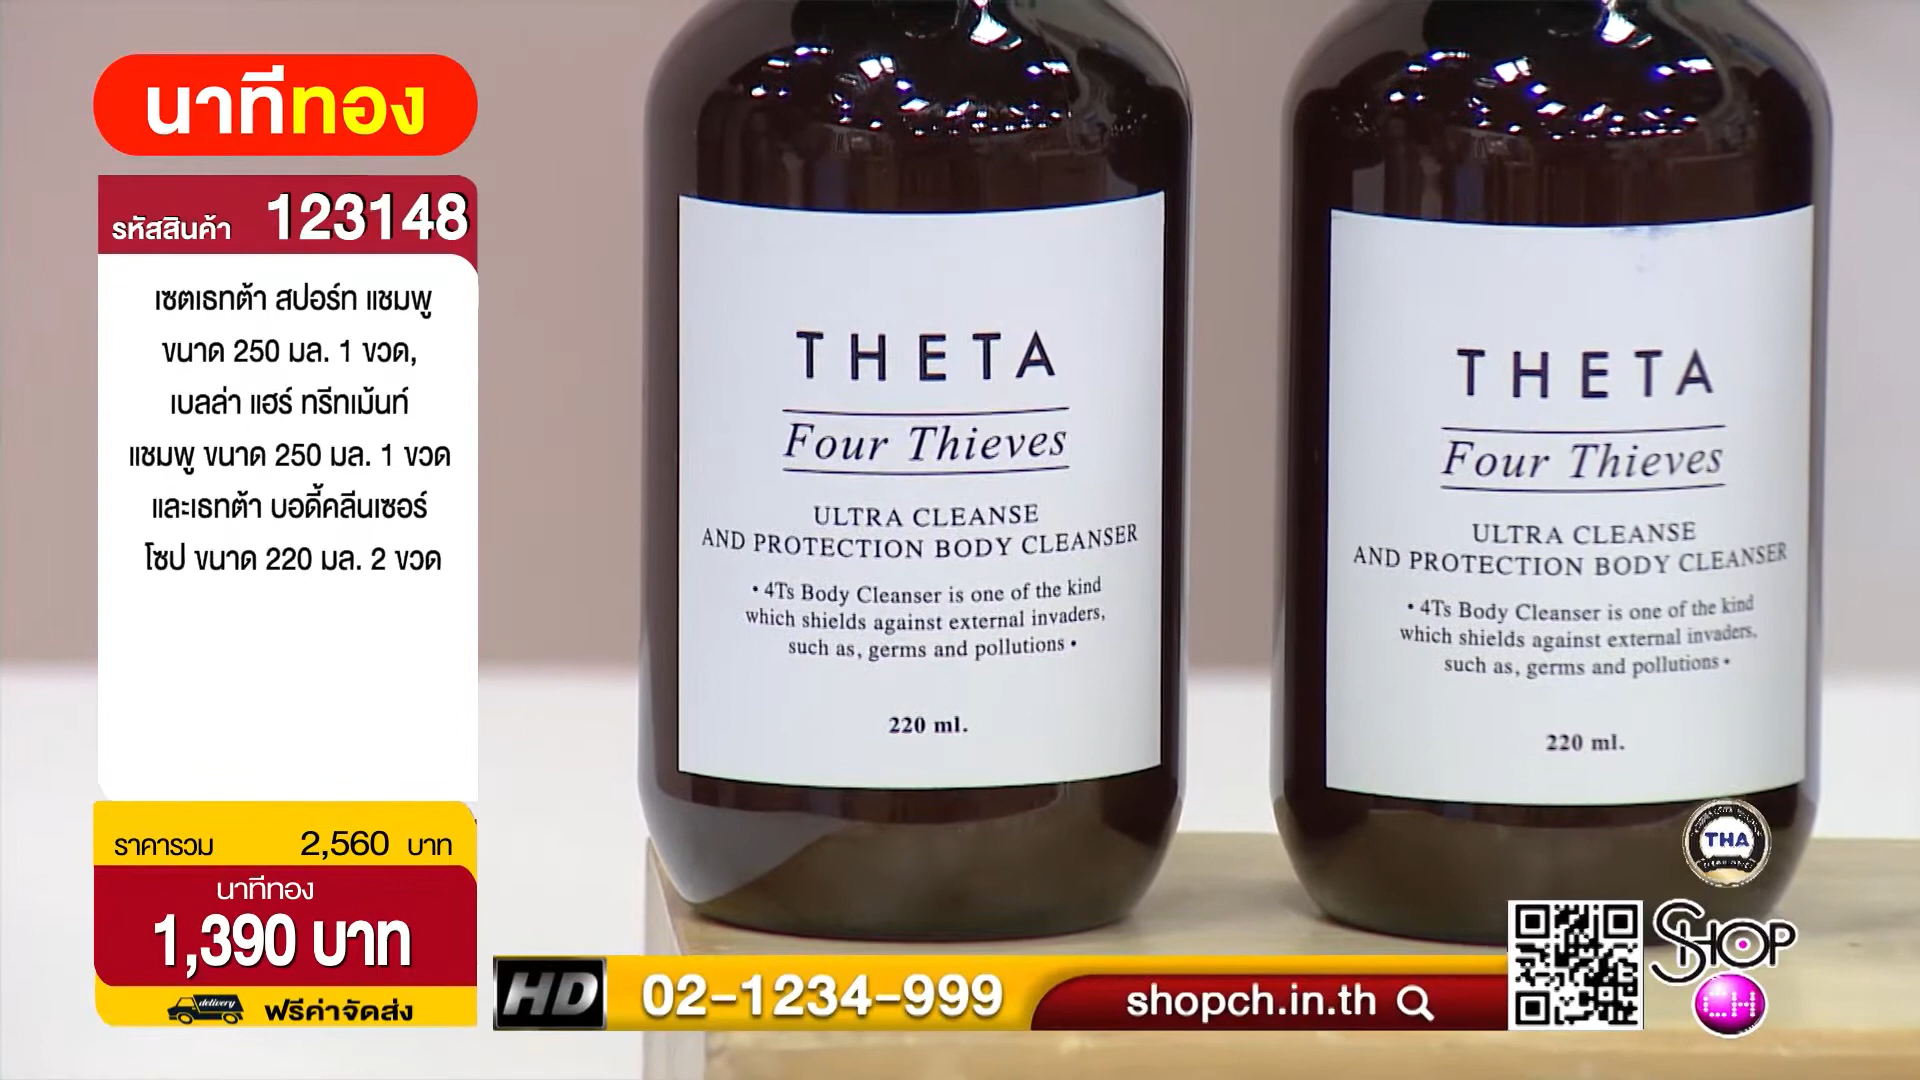 นาทีทอง
รหัสสินค้า 123148
เซตเธทต้า สปอร์ท แชมพู
ขนาด 250 มล. 1 ขวด,
เบลล่า แฮร์ ทรีทเม้นท์
แชมพู ขนาด 250 มล. 1 ขวด
และเธทต้า บอดี้คลีนเซอร์
โซป ขนาด 220 มล. 2 ขวด
ราคารวม 2,560 บาท
นาทีทอง
1,390 บาท
delivery ฟรีค่าจัดส่ง
THETA
Four Thieves
ULTRA CLEANSE
AND PROTECTION BODY CLEANSER
• 4Ts Body Cleanser is one of the kind
which shields against external invaders,
such as, germs and pollutions •
220 ml.
THETA
Four Thieves
ULTRA CLEANSE
AND PROTECTION BODY CLEANSER
• 4Ts Body Cleanser is one of the kind
which shields against external invaders,
such as, germs and pollutions •
220 ml.
THA
HD 02-1234-999 shopch.in.th
SHOP
CH